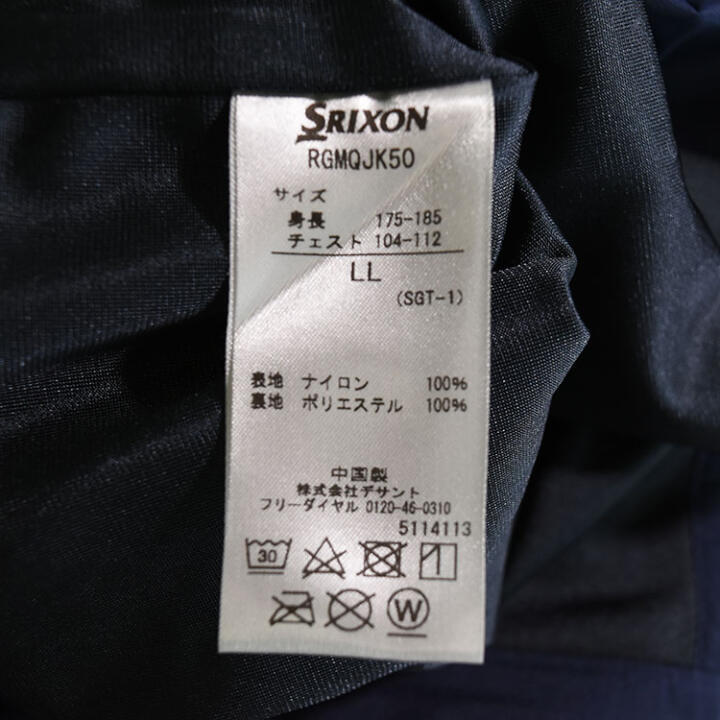 SRIXON
RGMQJK50
サイズ
身長 175-185
チェスト 104-112
LL
(SGT-1)
表地 ナイロン 100%
裏地 ポリエステル 100%
中国製
株式会社デサント
フリーダイヤル 0120-46-0310
5114113
30
W